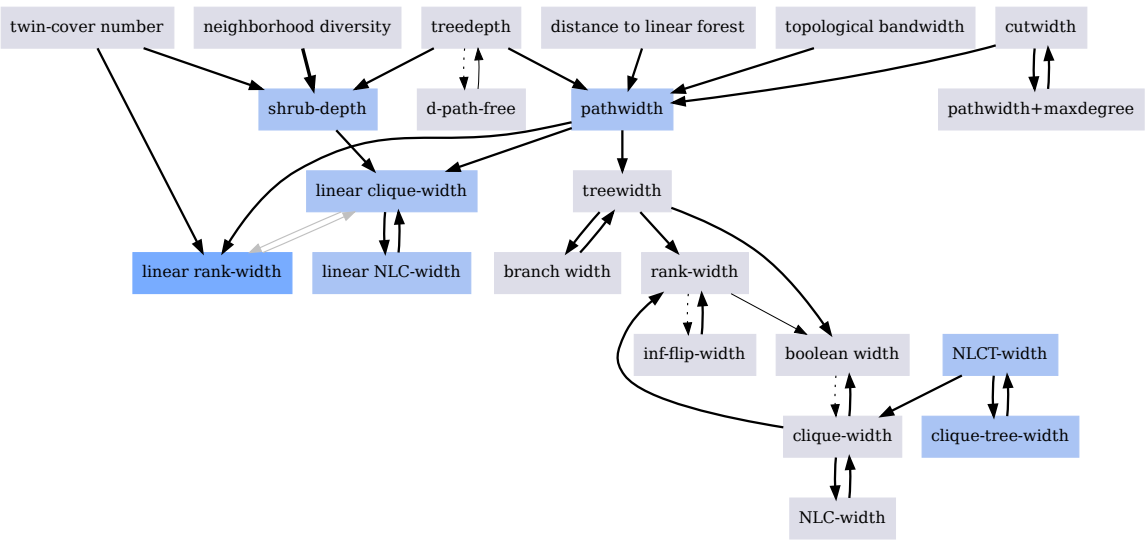 twin-cover number
neighborhood diversity
treedepth
distance to linear forest
topological bandwidth
cutwidth
shrub-depth
d-path-free
pathwidth
pathwidth+maxdegree
linear clique-width
treewidth
linear rank-width
linear NLC-width
branch width
rank-width
inf-flip-width
boolean width
NLCT-width
clique-width
clique-tree-width
NLC-width